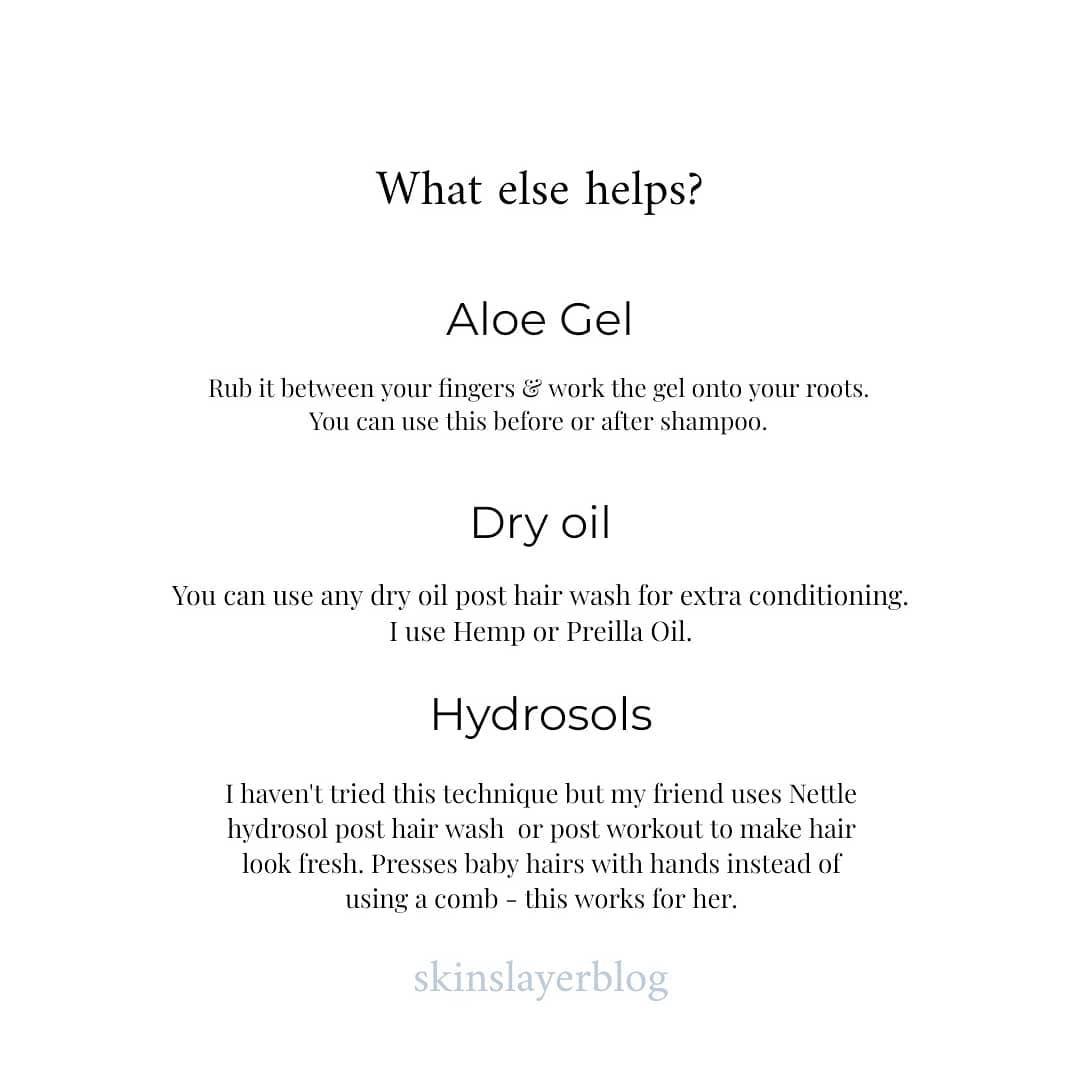 What else helps?
Aloe Gel
Rub it between your fingers & work the gel onto your roots.
You can use this before or after shampoo.
Dry oil
You can use any dry oil post hair wash for extra conditioning.
I use Hemp or Preilla Oil.
Hydrosols
I haven't tried this technique but my friend uses Nettle
hydrosol post hair wash  or post workout to make hair
look fresh. Presses baby hairs with hands instead of
using a comb - this works for her.
skinslayerblog